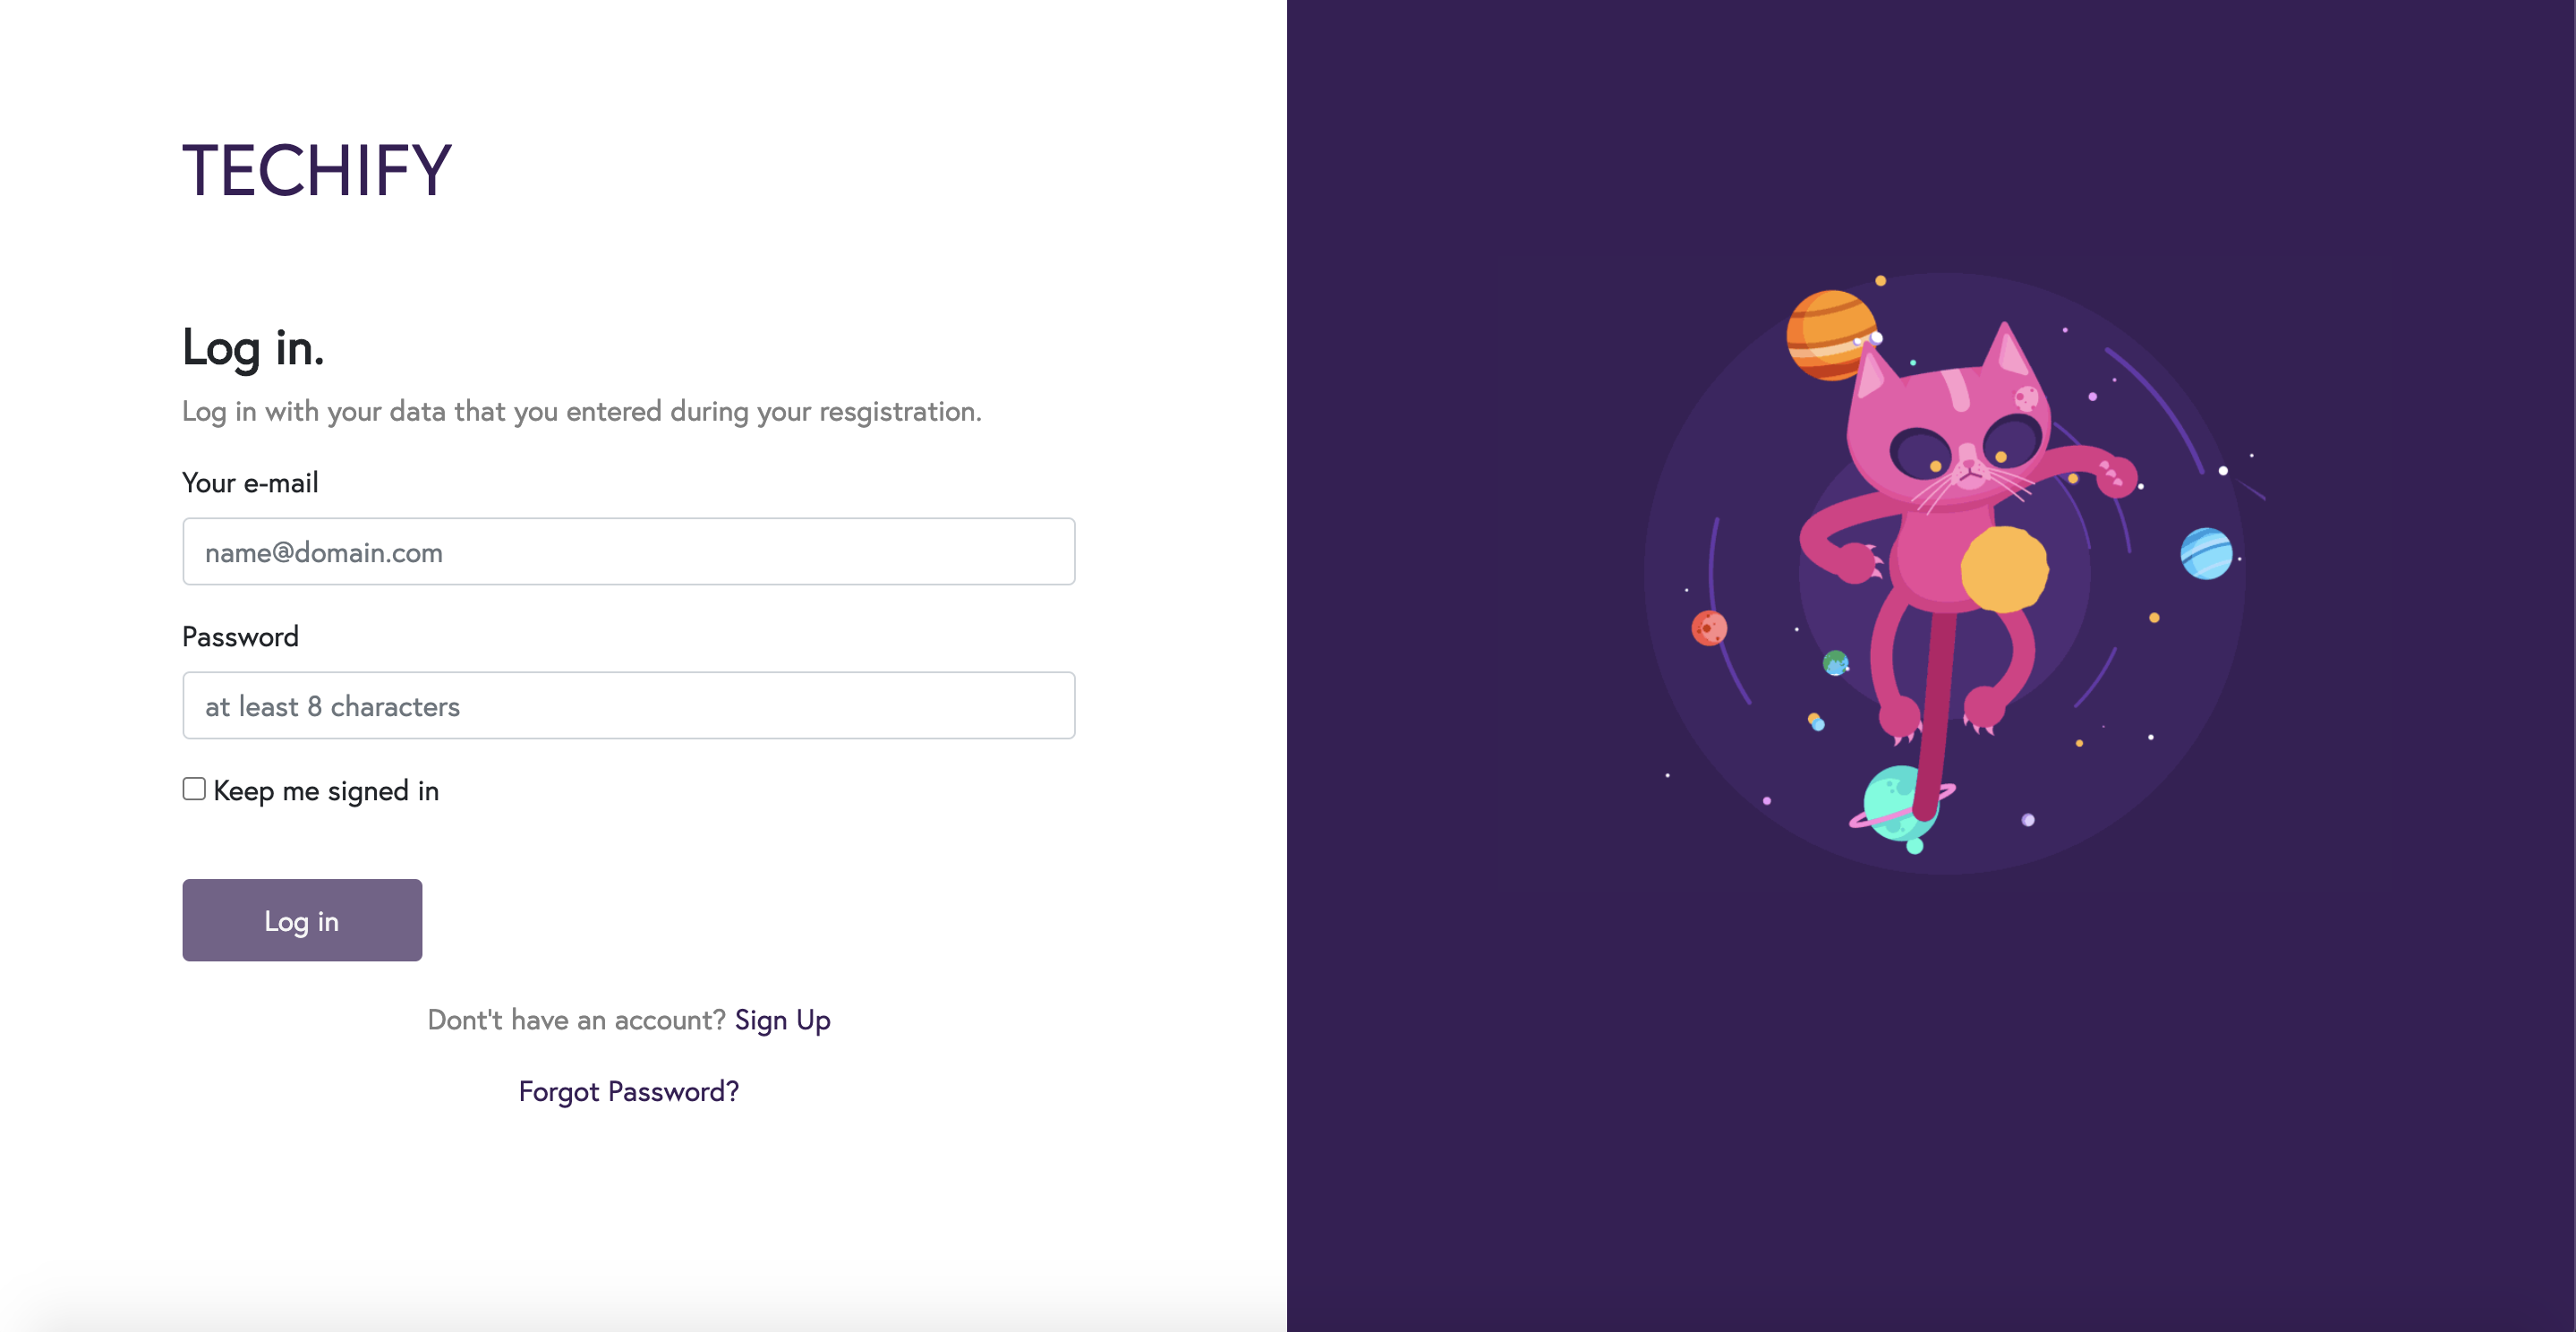 TECHIFY
Log in.
Log in with your data that you entered during your resgistration.
Your e-mail
name@domain.com
Password
at least 8 characters
Keep me signed in
Log in
Dont't have an account? Sign Up
Forgot Password?